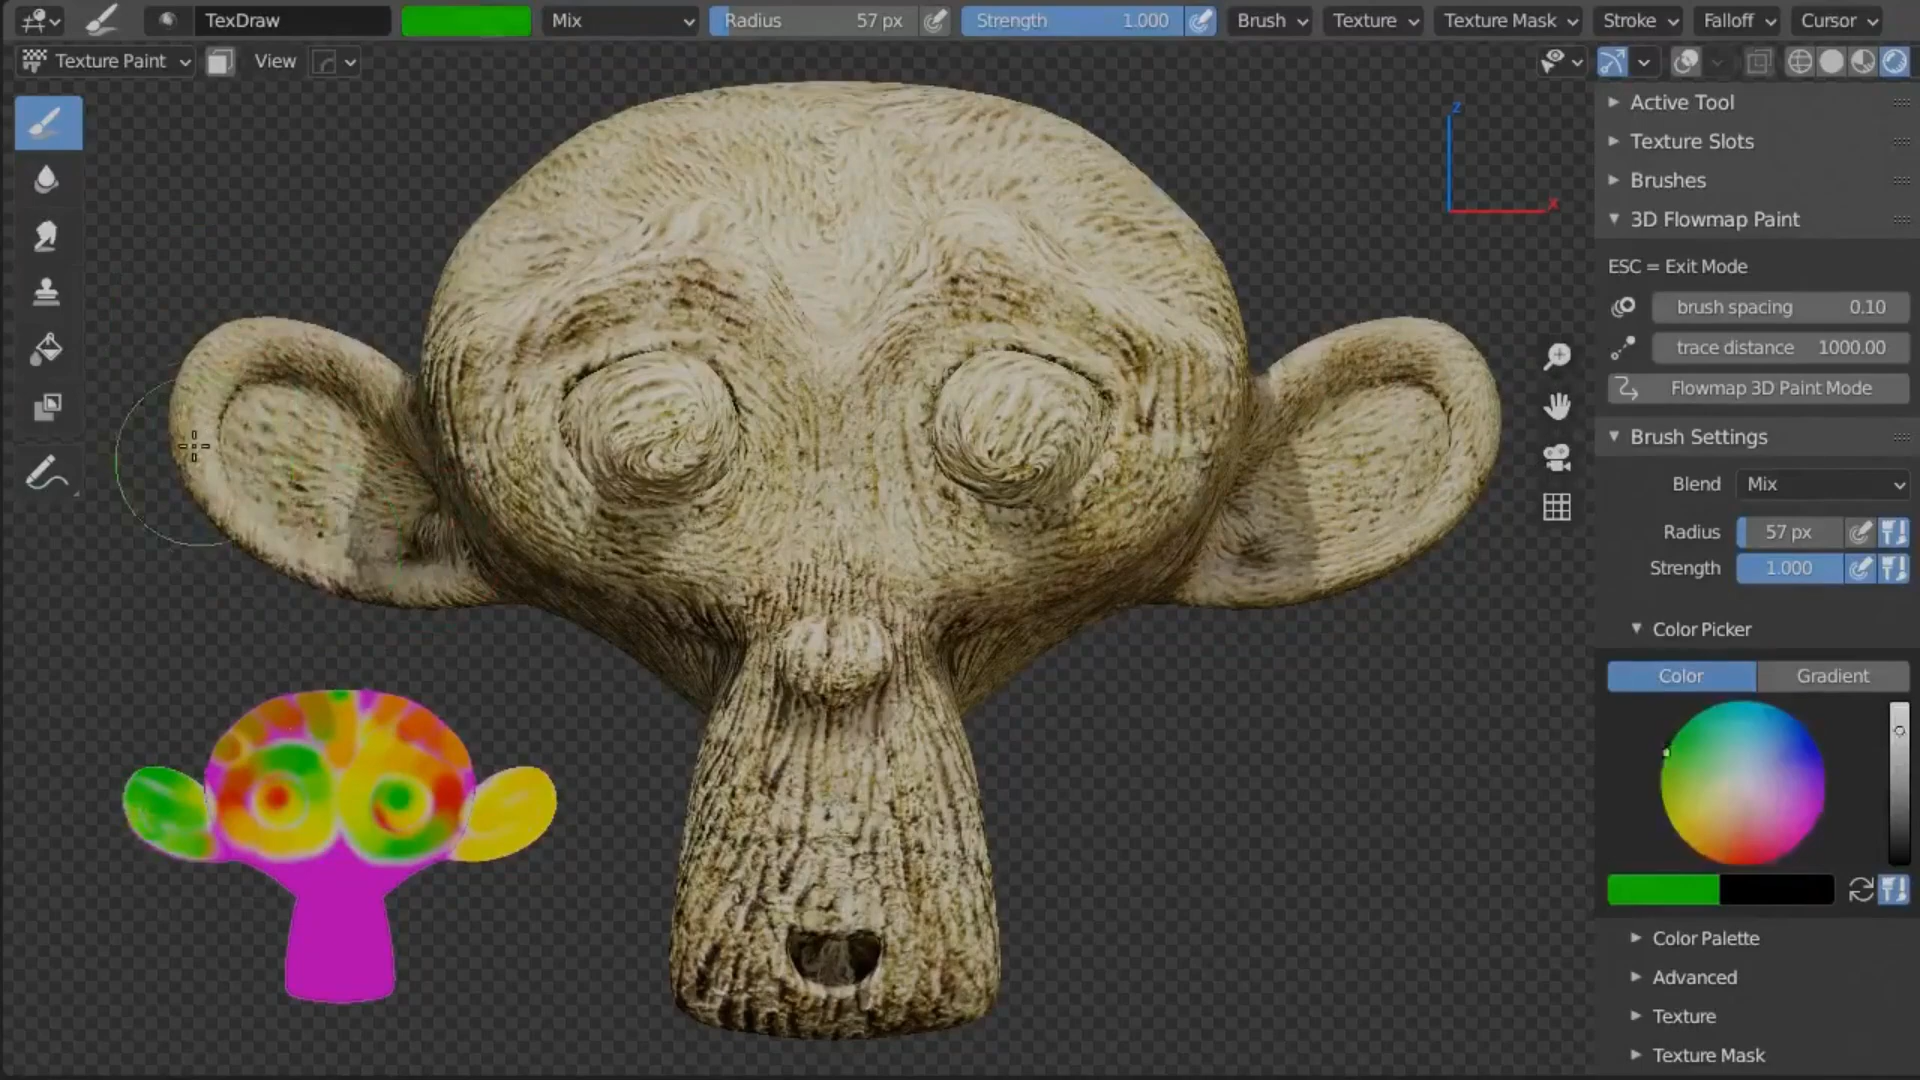 TexDraw Mix Radius 57 px Strength 1.000 Brush Texture Texture Mask Stroke Falloff Cursor
Texture Paint View
Z
X
Active Tool
Texture Slots
Brushes
3D Flowmap Paint
ESC = Exit Mode
brush spacing 0.10
trace distance 1000.00
Flowmap 3D Paint Mode
Brush Settings
Blend Mix
Radius 57 px
Strength 1.000
Color Picker
Color Gradient
Color Palette
Advanced
Texture
Texture Mask